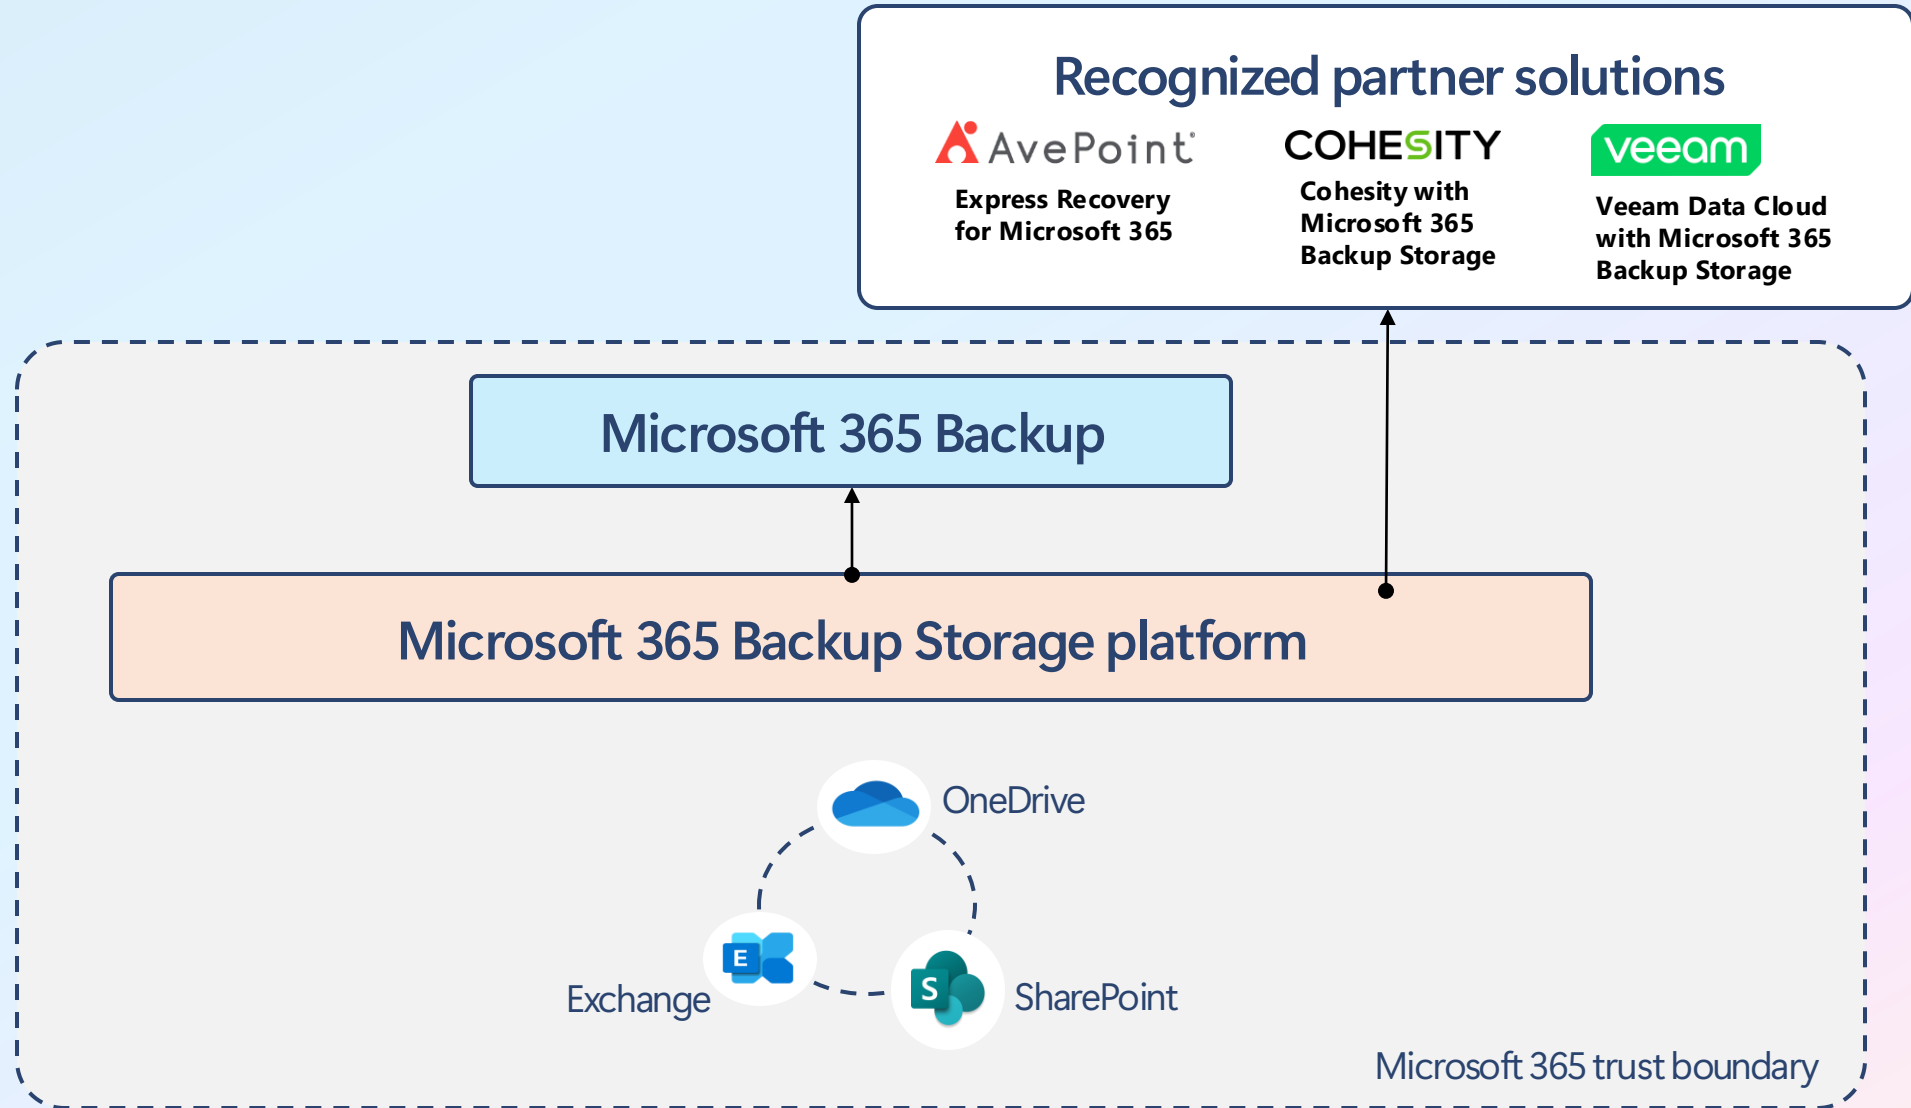 Recognized partner solutions
AvePoint®
Express Recovery
for Microsoft 365
COHESITY
Cohesity with
Microsoft 365
Backup Storage
veeam
Veeam Data Cloud
with Microsoft 365
Backup Storage
Microsoft 365 Backup
Microsoft 365 Backup Storage platform
OneDrive
E
Exchange
S
SharePoint
Microsoft 365 trust boundary